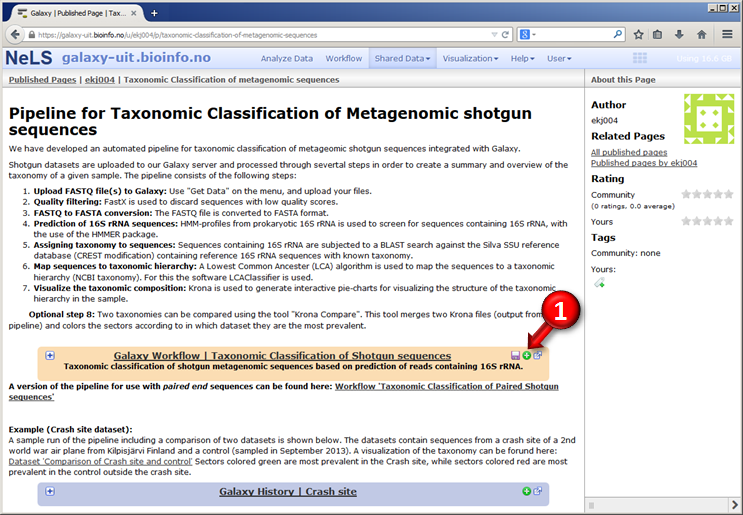 Galaxy | Published Page | Tax...
https://galaxy-uit.bioinfo.no/u/ekj004/p/taxonomic-classification-of-metagenomic-sequences
NeLS galaxy-uit.bioinfo.no Analyze Data Workflow Shared Data Visualization Help User Using 10.0 GB
Published Pages | ekj004 | Taxonomic Classification of metagenomic sequences
About this Page
Pipeline for Taxonomic Classification of Metagenomic shotgun
sequences
We have developed an automated pipeline for taxonomic classification of metageomic shotgun sequences integrated with Galaxy.
Shotgun datasets are uploaded to our Galaxy server and processed through severtal steps in order to create a summary and overview of the
taxonomy of a given sample. The pipeline consists of the following steps:
1. Upload FASTQ file(s) to Galaxy: Use "Get Data" on the menu, and upload your files.
2. Quality filtering: FastX is used to discard sequences with low quality scores.
3. FASTQ to FASTA conversion: The FASTQ file is converted to FASTA format.
4. Prediction of 16S rRNA sequences: HMM-profiles from prokaryotic 16S rRNA is used to screen for sequences containing 16S rRNA, with
the use of the HMMER package.
5. Assigning taxonomy to sequences: Sequences containing 16S rRNA are subjected to a BLAST search against the Silva SSU reference
database (CREST modification) containing reference 16S rRNA sequences with known taxonomy.
6. Map sequences to taxonomic hierarchy: A Lowest Common Ancester (LCA) algorithm is used to map the sequences to a taxonomic
hierarchy (NCBI taxonomy). For this the software LCAClassifier is used.
7. Visualize the taxonomic composition: Krona is used to generate interactive pie-charts for visualizing the structure of the taxonomic
hierarchy in the sample.
Optional step 8: Two taxonomies can be compared using the tool "Krona Compare". This tool merges two Krona files (output from
pipeline) and colors the sectors according to in which dataset they are the most prevalent.
1
Galaxy Workflow | Taxonomic Classification of Shotgun sequences
Taxonomic classification of shotgun metagenomic sequences based on prediction of reads containing 16S rRNA.
A version of the pipeline for use with paired end sequences can be found here: Workflow 'Taxonomic Classification of Paired Shotgun
sequences'
Example (Crash site dataset):
A sample run of the pipeline including a comparison of two datasets is shown below. The datasets contain sequences from a crash site of a 2nd
world war air plane from Kilpisjärvi Finland and a control (sampled in September 2013). A visualization of the taxonomy can be forund here:
Dataset 'Comparison of Crash site and control' Sectors colored green are most prevalent in the Crash site, while sectors colored red are most
prevalent in the control outside the crash site.
Galaxy History | Crash site
Author
ekj004
Related Pages
All published pages
Published pages by ekj004
Rating
Community
(0 ratings, 0.0 average)
Yours
Tags
Community: none
Yours: